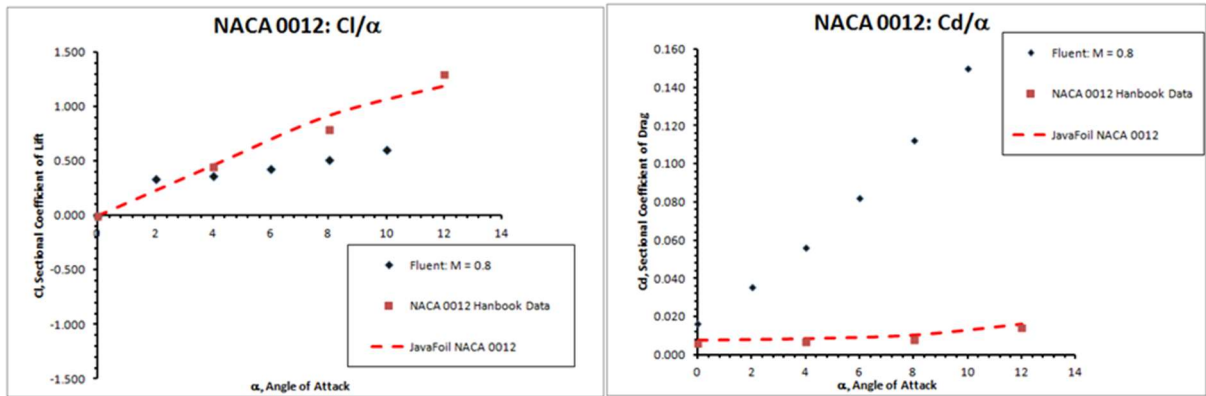 NACA 0012: Cl/α
1.500
1.000
0.500
0.000
-0.500
-1.000
-1.500
0
2
4
6
8
10
12
14
Cl, Sectional Coefficient of Lift
α, Angle of Attack
Fluent: M = 0.8
NACA 0012 Hanbook Data
JavaFoil NACA 0012
NACA 0012: Cd/α
0.160
0.140
0.120
0.100
0.080
0.060
0.040
0.020
0.000
0
2
4
6
8
10
12
14
Cd, Sectional Coefficient of Drag
α, Angle of Attack
Fluent: M = 0.8
NACA 0012 Hanbook Data
JavaFoil NACA 0012